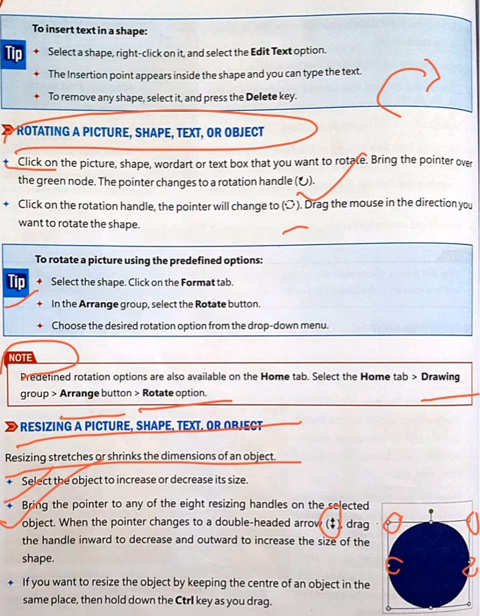 To insert text in a shape:
Tip
✦ Select a shape, right-click on it, and select the Edit Text option.
✦ The Insertion point appears inside the shape and you can type the text.
✦ To remove any shape, select it, and press the Delete key.
ROTATING A PICTURE, SHAPE, TEXT, OR OBJECT
✦ Click on the picture, shape, wordart or text box that you want to rotate. Bring the pointer over
the green node. The pointer changes to a rotation handle (↻).
✦ Click on the rotation handle, the pointer will change to (⟳). Drag the mouse in the direction you
want to rotate the shape.
To rotate a picture using the predefined options:
Tip
✦ Select the shape. Click on the Format tab.
✦ In the Arrange group, select the Rotate button.
✦ Choose the desired rotation option from the drop-down menu.
NOTE
Predefined rotation options are also available on the Home tab. Select the Home tab > Drawing
group > Arrange button > Rotate option.
RESIZING A PICTURE, SHAPE, TEXT, OR OBJECT
Resizing stretches or shrinks the dimensions of an object.
✦ Select the object to increase or decrease its size.
✦ Bring the pointer to any of the eight resizing handles on the selected
object. When the pointer changes to a double-headed arrow (↕), drag
the handle inward to decrease and outward to increase the size of the
shape.
✦ If you want to resize the object by keeping the centre of an object in the
same place, then hold down the Ctrl key as you drag.